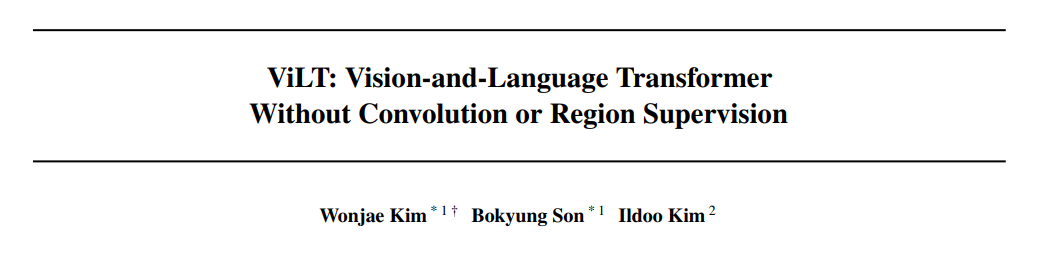 ViLT: Vision-and-Language Transformer
Without Convolution or Region Supervision
Wonjae Kim * 1 † Bokyung Son * 1 Ildoo Kim 2